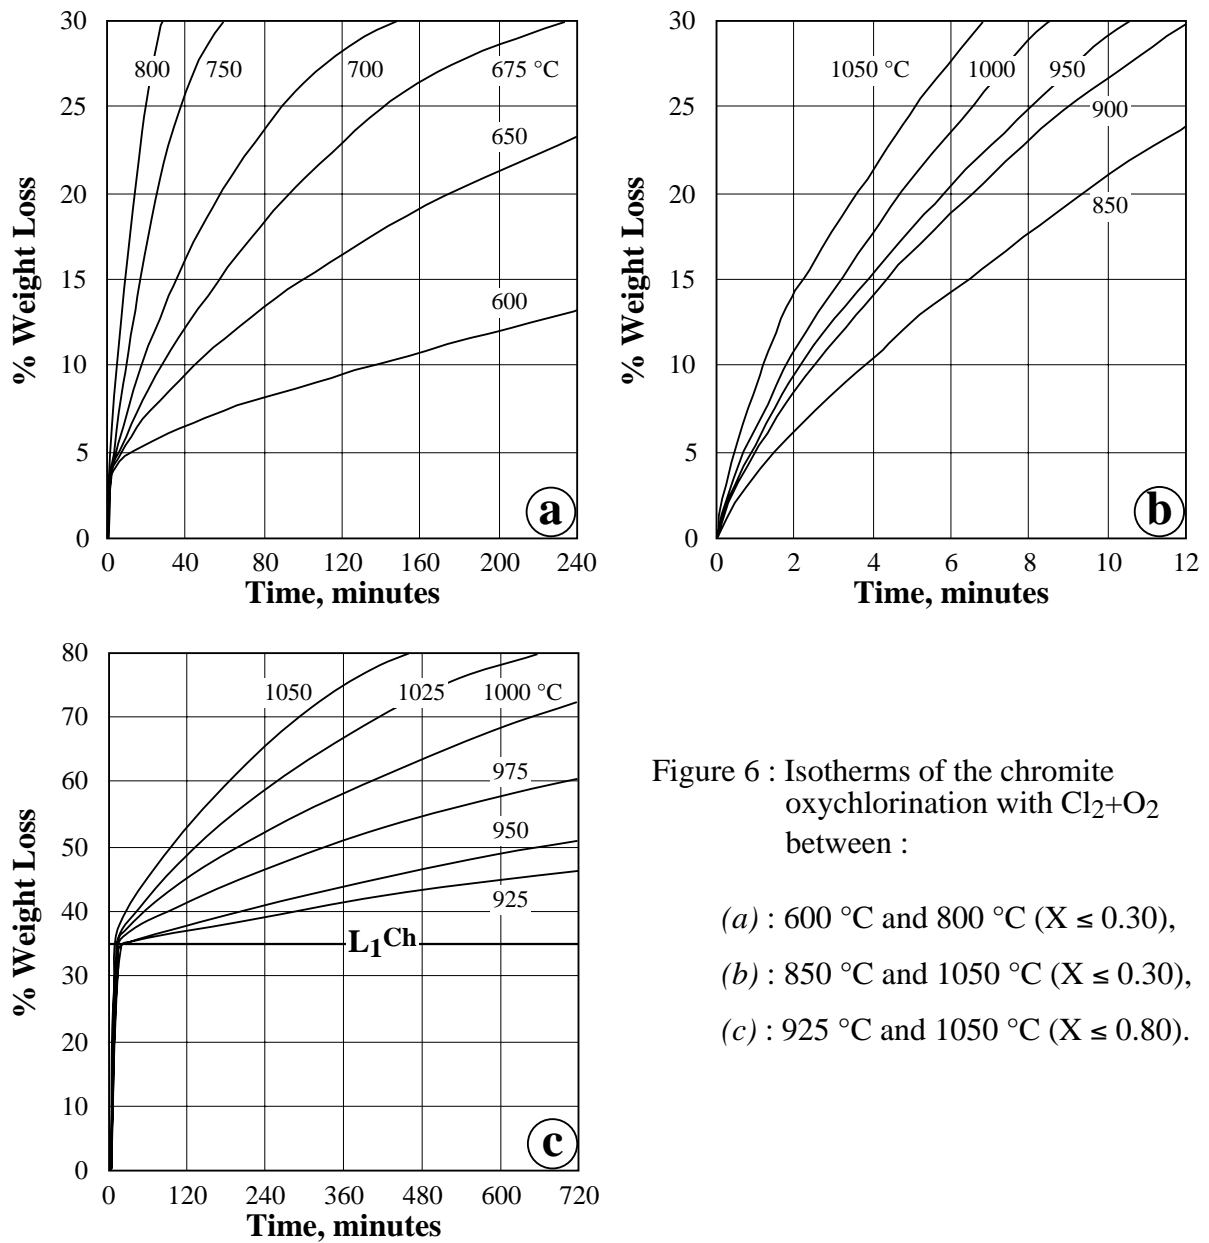 30
25
20
15
10
5
0
% Weight Loss
800
750
700
675 °C
650
600
a
0 40 80 120 160 200 240
Time, minutes
30
25
20
15
10
5
0
% Weight Loss
1050 °C
1000
950
900
850
b
0 2 4 6 8 10 12
Time, minutes
80
70
60
50
40
30
20
10
0
% Weight Loss
1050
1025
1000 °C
975
950
925
L1Ch
c
0 120 240 360 480 600 720
Time, minutes
Figure 6 : Isotherms of the chromite
oxychlorination with Cl2+O2
between :
(a) : 600 °C and 800 °C (X ≤ 0.30),
(b) : 850 °C and 1050 °C (X ≤ 0.30),
(c) : 925 °C and 1050 °C (X ≤ 0.80).